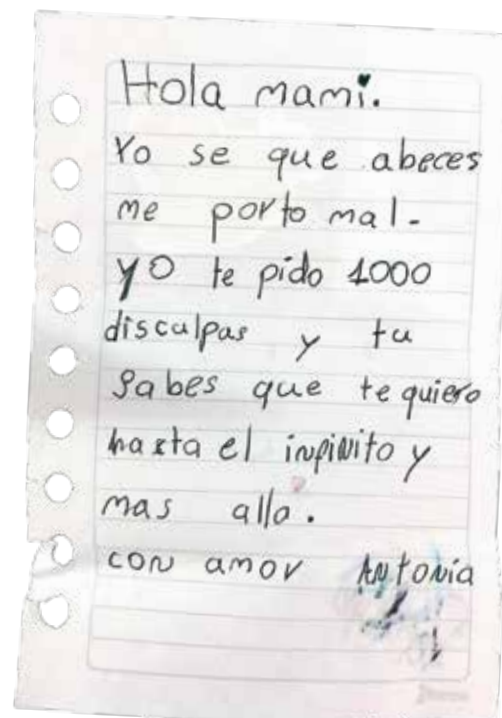 Hola mami.
Yo se que abeces
me porto mal-
yo te pido 1000
disculpas y tu
sabes que te quiero
hasta el inpinito y
mas alla.
con amor Antonia